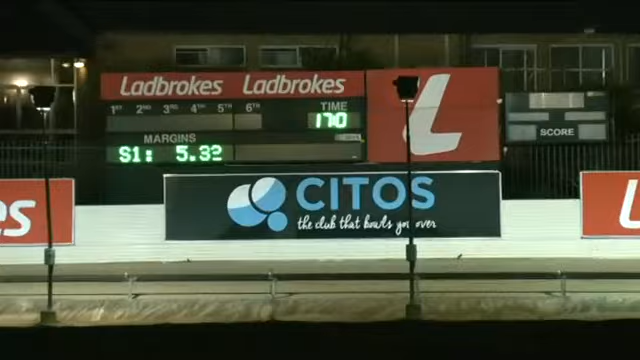 Ladbrokes Ladbrokes
1ST 2ND 3RD 4TH 5TH 6TH TIME
170
MARGINS
S1: 5.32
L
SCORE
CITOS
the club that bowls you over
es
L